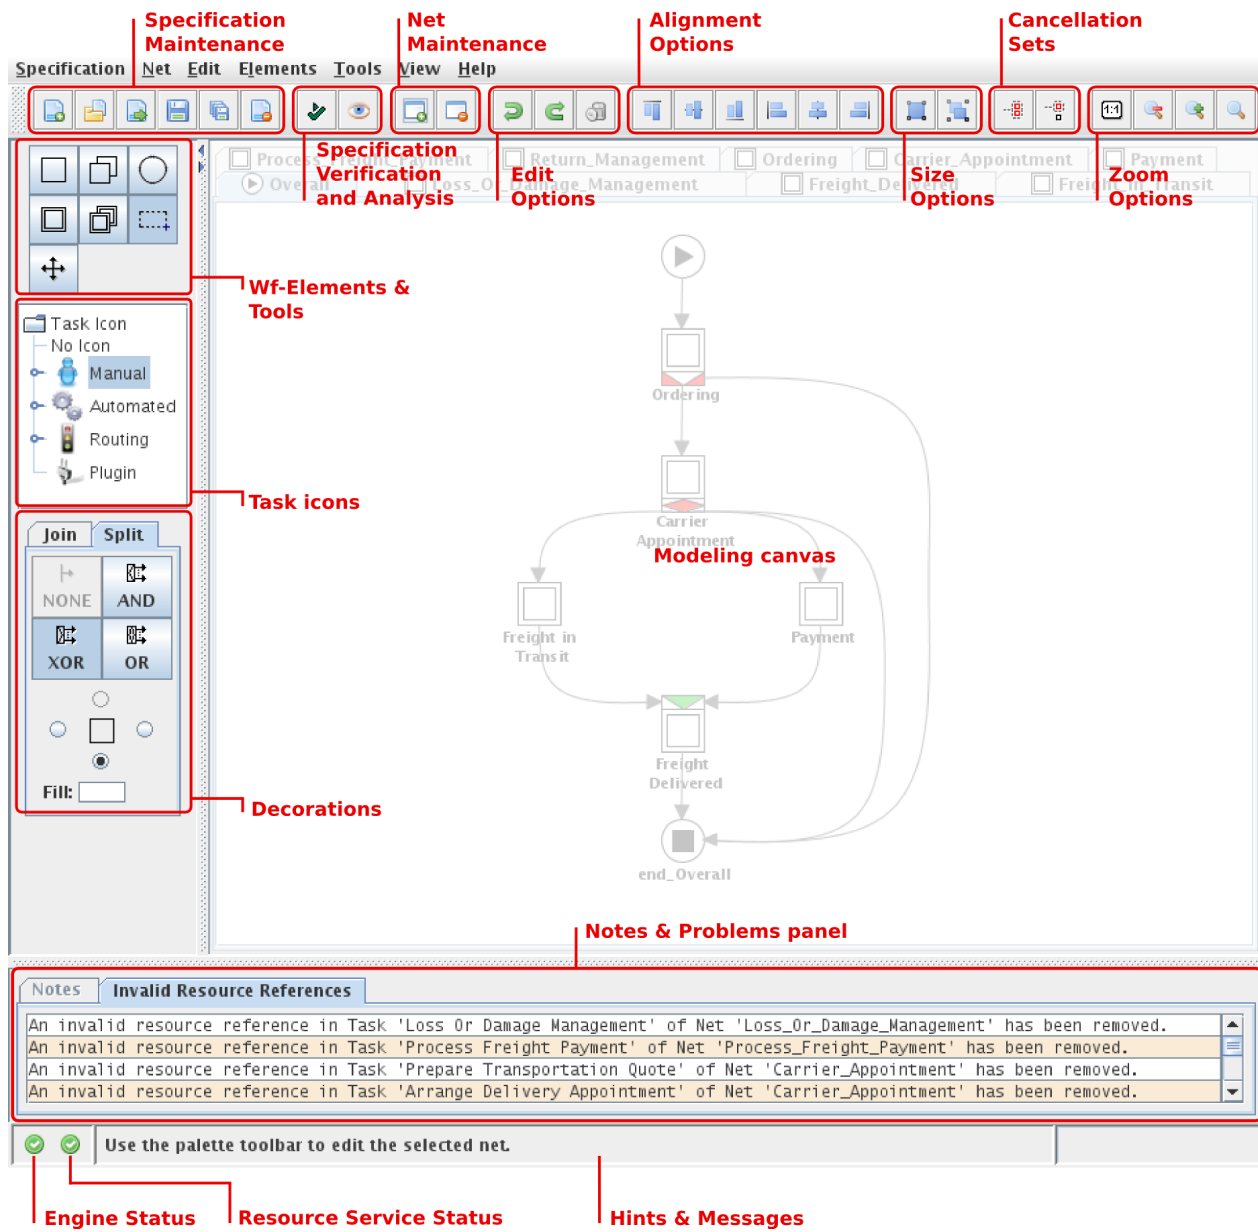 Specification
Maintenance
Net
Maintenance
Alignment
Options
Cancellation
Sets
Specification Net Edit Elements Tools View Help
1:1
Specification
Verification
and Analysis
Edit
Options
Size
Options
Zoom
Options
Process_Freight_Payment
Return_Management
Ordering
Carrier_Appointment
Payment
Overall
Loss_Or_Damage_Management
Freight_Delivered
Freight_In_Transit
Wf-Elements &
Tools
Task Icon
No Icon
Manual
Automated
Routing
Plugin
Task icons
Join Split
NONE AND
XOR OR
Fill:
Decorations
Ordering
Carrier
Appointment
Modeling canvas
Freight in
Transit
Payment
Freight
Delivered
end_Overall
Notes & Problems panel
Notes Invalid Resource References
An invalid resource reference in Task 'Loss Or Damage Management' of Net 'Loss_Or_Damage_Management' has been removed.
An invalid resource reference in Task 'Process Freight Payment' of Net 'Process_Freight_Payment' has been removed.
An invalid resource reference in Task 'Prepare Transportation Quote' of Net 'Carrier_Appointment' has been removed.
An invalid resource reference in Task 'Arrange Delivery Appointment' of Net 'Carrier_Appointment' has been removed.
Use the palette toolbar to edit the selected net.
Engine Status
Resource Service Status
Hints & Messages